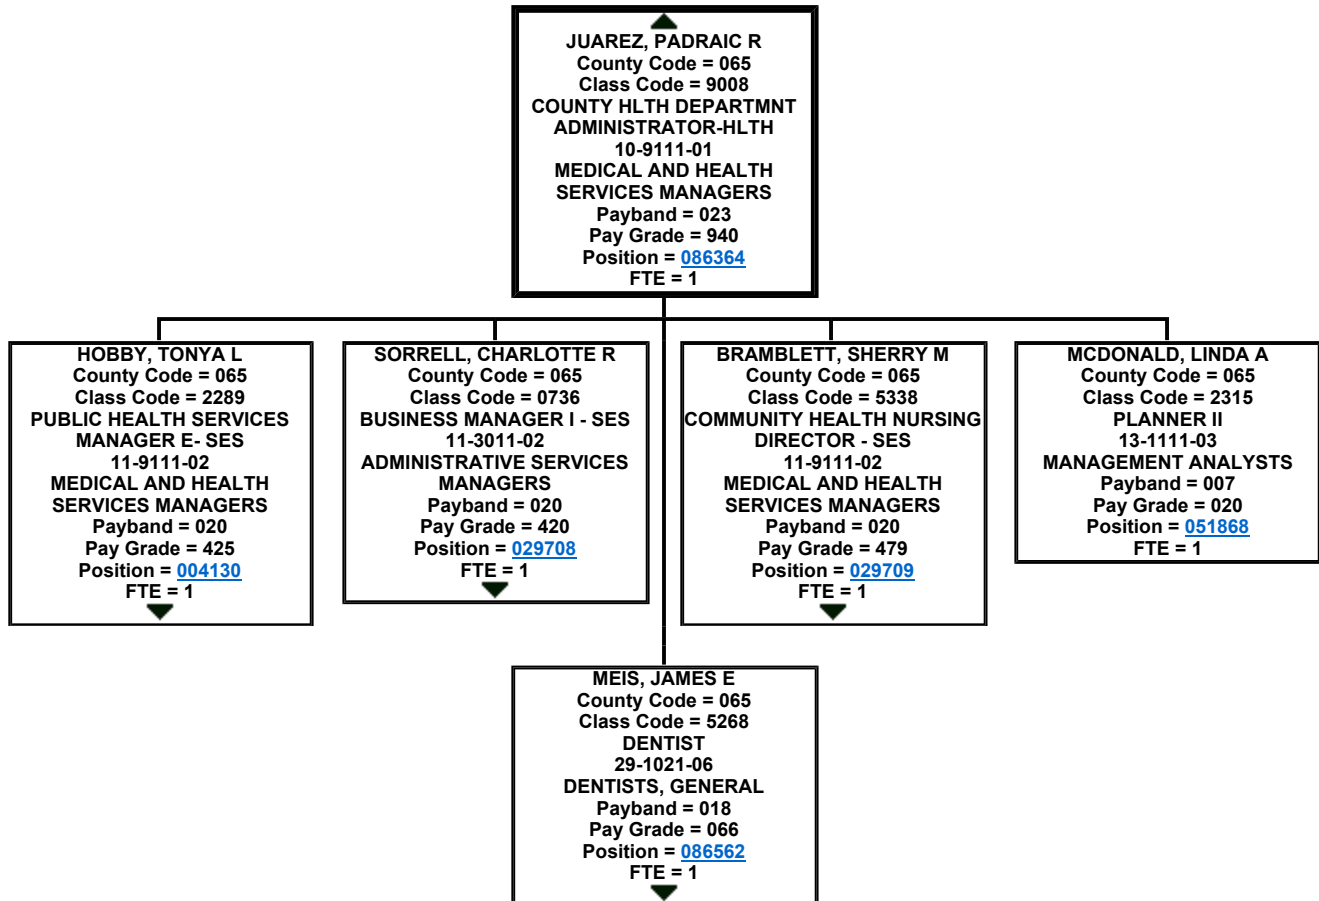 JUAREZ, PADRAIC R
County Code = 065
Class Code = 9008
COUNTY HLTH DEPARTMNT
ADMINISTRATOR-HLTH
10-9111-01
MEDICAL AND HEALTH
SERVICES MANAGERS
Payband = 023
Pay Grade = 940
Position = 086364
FTE = 1
HOBBY, TONYA L
County Code = 065
Class Code = 2289
PUBLIC HEALTH SERVICES
MANAGER E- SES
11-9111-02
MEDICAL AND HEALTH
SERVICES MANAGERS
Payband = 020
Pay Grade = 425
Position = 004130
FTE = 1
SORRELL, CHARLOTTE R
County Code = 065
Class Code = 0736
BUSINESS MANAGER I - SES
11-3011-02
ADMINISTRATIVE SERVICES
MANAGERS
Payband = 020
Pay Grade = 420
Position = 029708
FTE = 1
BRAMBLETT, SHERRY M
County Code = 065
Class Code = 5338
COMMUNITY HEALTH NURSING
DIRECTOR - SES
11-9111-02
MEDICAL AND HEALTH
SERVICES MANAGERS
Payband = 020
Pay Grade = 479
Position = 029709
FTE = 1
MCDONALD, LINDA A
County Code = 065
Class Code = 2315
PLANNER II
13-1111-03
MANAGEMENT ANALYSTS
Payband = 007
Pay Grade = 020
Position = 051868
FTE = 1
MEIS, JAMES E
County Code = 065
Class Code = 5268
DENTIST
29-1021-06
DENTISTS, GENERAL
Payband = 018
Pay Grade = 066
Position = 086562
FTE = 1